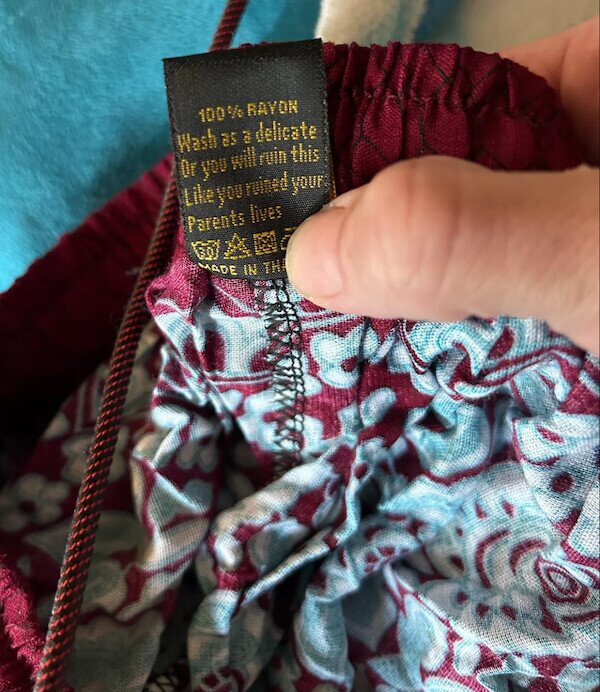 100% RAYON
Wash as a delicate
Or you will ruin this
Like you ruined your
Parents lives
MADE IN